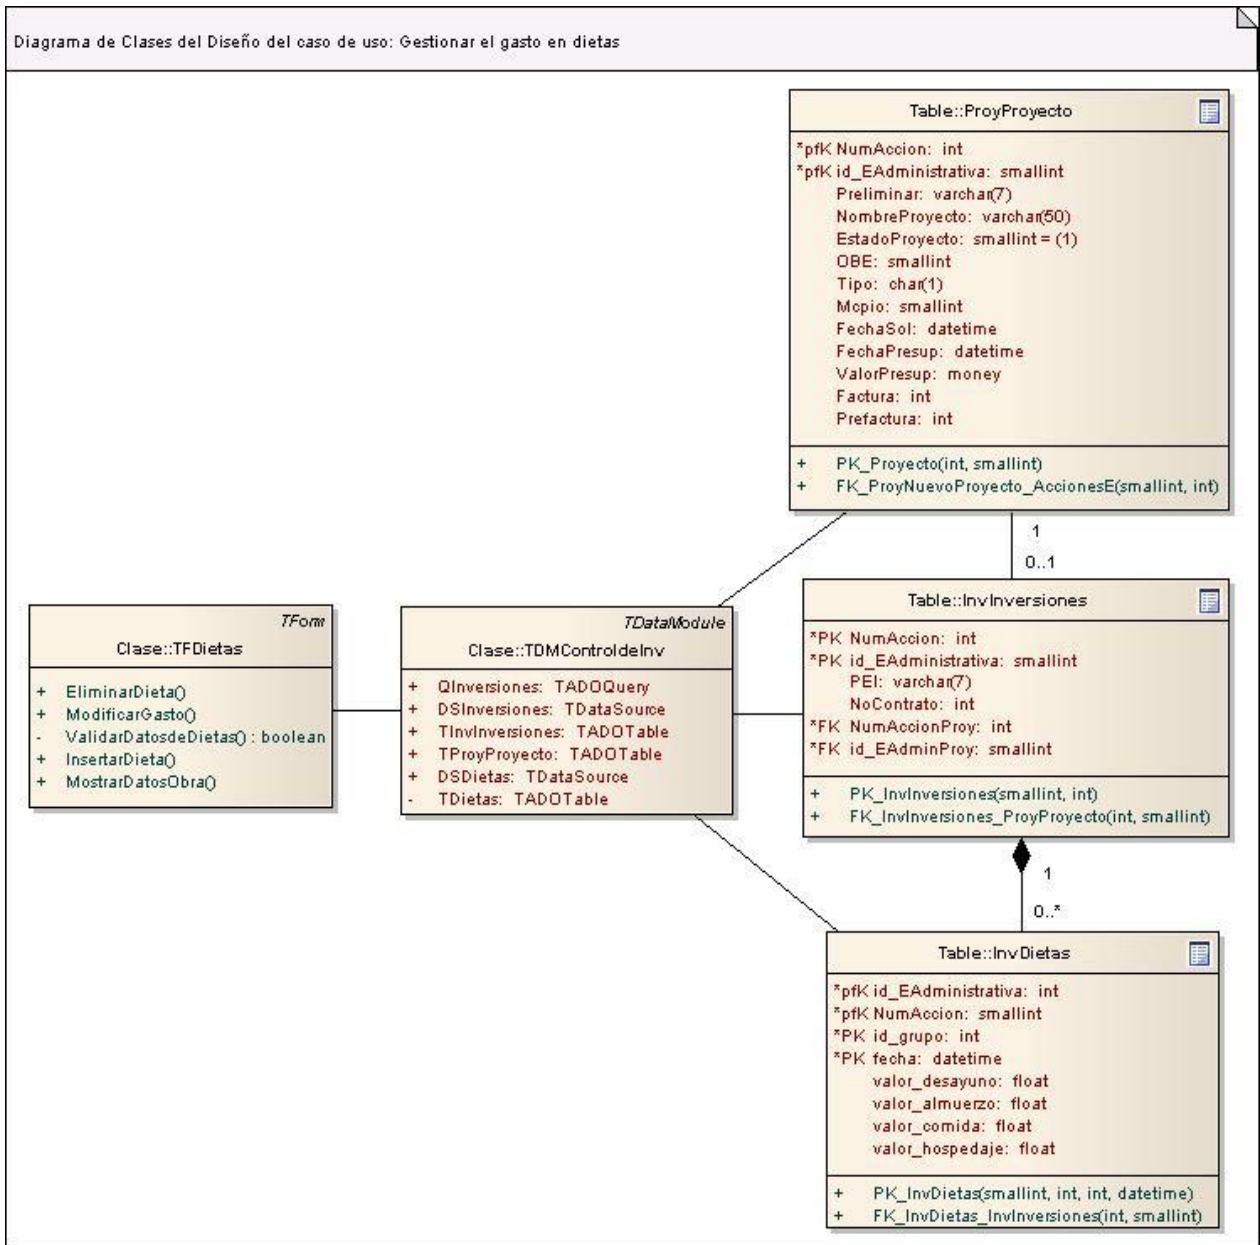 Diagrama de Clases del Diseño del caso de uso: Gestionar el gasto en dietas
Table::ProyProyecto
*pfK NumAccion: int
*pfK id_EAdministrativa: smallint
Preliminar: varchar(7)
NombreProyecto: varchar(50)
EstadoProyecto: smallint = (1)
OBE: smallint
Tipo: char(1)
Mcpio: smallint
FechaSol: datetime
FechaPresup: datetime
ValorPresup: money
Factura: int
Prefactura: int
+ PK_Proyecto(int, smallint)
+ FK_ProyNuevoProyecto_AccionesE(smallint, int)
1
0..1
TForm
Clase::TFDietas
+ EliminarDieta()
+ ModificarGasto()
- ValidarDatosdeDietas() : boolean
+ InsertarDieta()
+ MostrarDatosObra()
TDataModule
Clase::TDMControldeInv
+ QInversiones: TADOQuery
+ DSInversiones: TDataSource
+ TInvInversiones: TADOTable
+ TProyProyecto: TADOTable
+ DSDietas: TDataSource
- TDietas: TADOTable
Table::InvInversiones
*PK NumAccion: int
*PK id_EAdministrativa: smallint
PEI: varchar(7)
NoContrato: int
*FK NumAccionProy: int
*FK id_EAdminProy: smallint
+ PK_InvInversiones(smallint, int)
+ FK_InvInversiones_ProyProyecto(int, smallint)
1
0..*
Table::InvDietas
*pfK id_EAdministrativa: int
*pfK NumAccion: smallint
*PK id_grupo: int
*PK fecha: datetime
valor_desayuno: float
valor_almuerzo: float
valor_comida: float
valor_hospedaje: float
+ PK_InvDietas(smallint, int, int, datetime)
+ FK_InvDietas_InvInversiones(int, smallint)